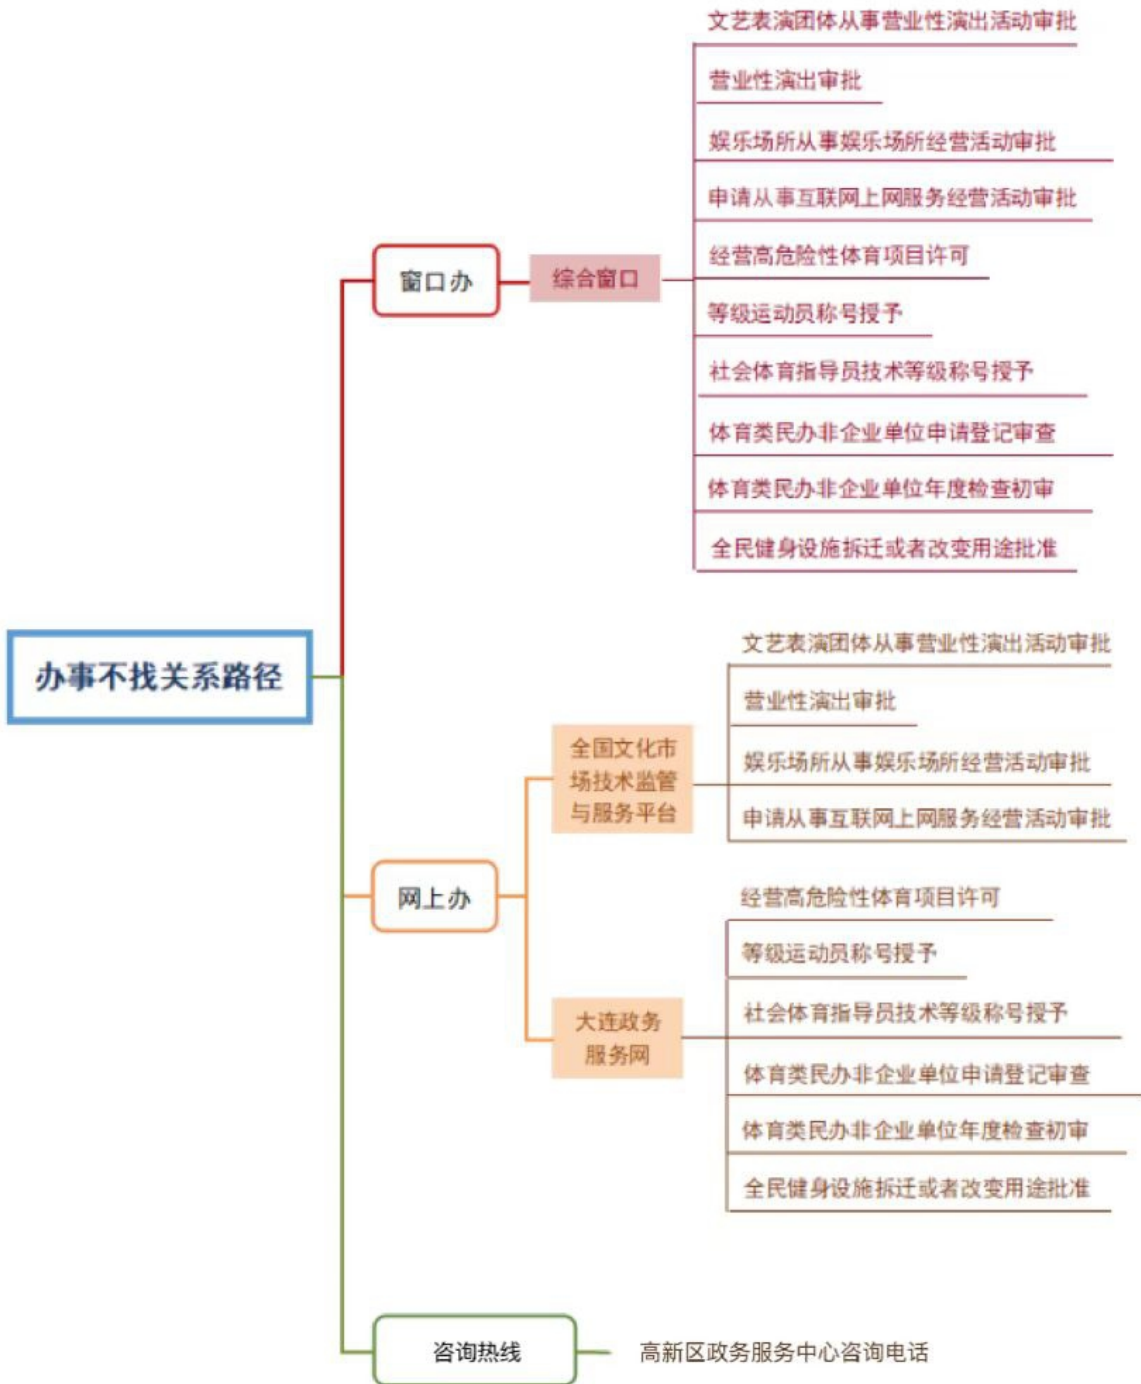 办事不找关系路径
窗口办
综合窗口
文艺表演团体从事营业性演出活动审批
营业性演出审批
娱乐场所从事娱乐场所经营活动审批
申请从事互联网上网服务经营活动审批
经营高危险性体育项目许可
等级运动员称号授予
社会体育指导员技术等级称号授予
体育类民办非企业单位申请登记审查
体育类民办非企业单位年度检查初审
全民健身设施拆迁或者改变用途批准
网上办
全国文化市
场技术监管
与服务平台
文艺表演团体从事营业性演出活动审批
营业性演出审批
娱乐场所从事娱乐场所经营活动审批
申请从事互联网上网服务经营活动审批
大连政务
服务网
经营高危险性体育项目许可
等级运动员称号授予
社会体育指导员技术等级称号授予
体育类民办非企业单位申请登记审查
体育类民办非企业单位年度检查初审
全民健身设施拆迁或者改变用途批准
咨询热线
高新区政务服务中心咨询电话